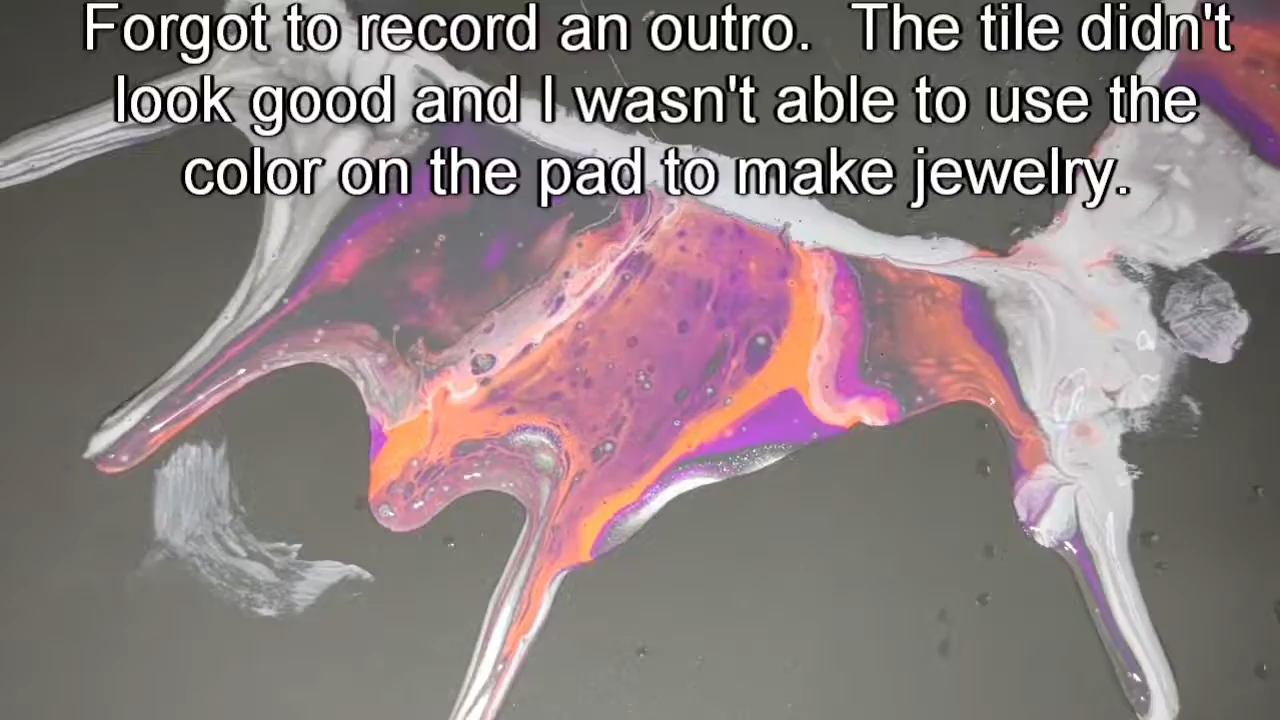 Forgot to record an outro.   The tile didn't
look good and I wasn't able to use the
color on the pad to make jewelry.